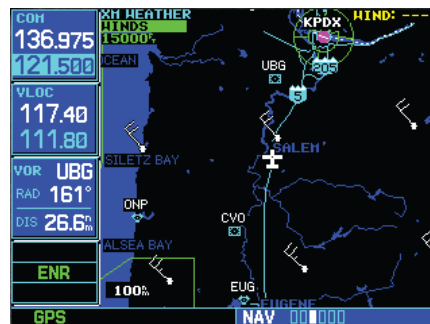 COM
136.975
121.500
VLOC
117.40
111.80
VOR UBG
RAD 161°
DIS 26.6nm
ENR
GPS
XM WEATHER
WINDS
15000ft
WIND: ---
KPDX
OCEAN
UBG
205
5
SALEM
SILETZ BAY
ONP
CVO
ALSEA BAY
100nm
EUG
EUGENE
NAV